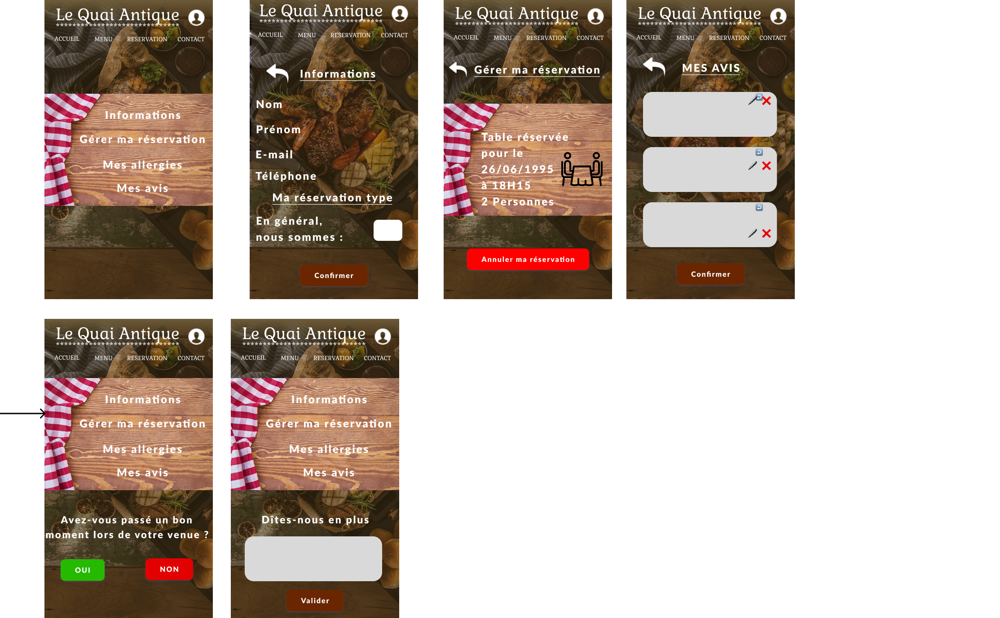 Le Quai Antique
******************************
ACCUEIL MENU RESERVATION CONTACT
Informations
Gérer ma réservation
Mes allergies
Mes avis
Le Quai Antique
******************************
ACCUEIL MENU RESERVATION CONTACT
Informations
Nom
Prénom
E-mail
Téléphone
Ma réservation type
En général,
nous sommes :
Confirmer
Le Quai Antique
******************************
ACCUEIL MENU RESERVATION CONTACT
Gérer ma réservation
Table réservée
pour le
26/06/1995
à 18H15
2 Personnes
Annuler ma réservation
Le Quai Antique
******************************
ACCUEIL MENU RESERVATION CONTACT
MES AVIS
Confirmer
Le Quai Antique
******************************
ACCUEIL MENU RESERVATION CONTACT
Informations
Gérer ma réservation
Mes allergies
Mes avis
Avez-vous passé un bon
moment lors de votre venue ?
OUI NON
Le Quai Antique
******************************
ACCUEIL MENU RESERVATION CONTACT
Informations
Gérer ma réservation
Mes allergies
Mes avis
Dîtes-nous en plus
Valider